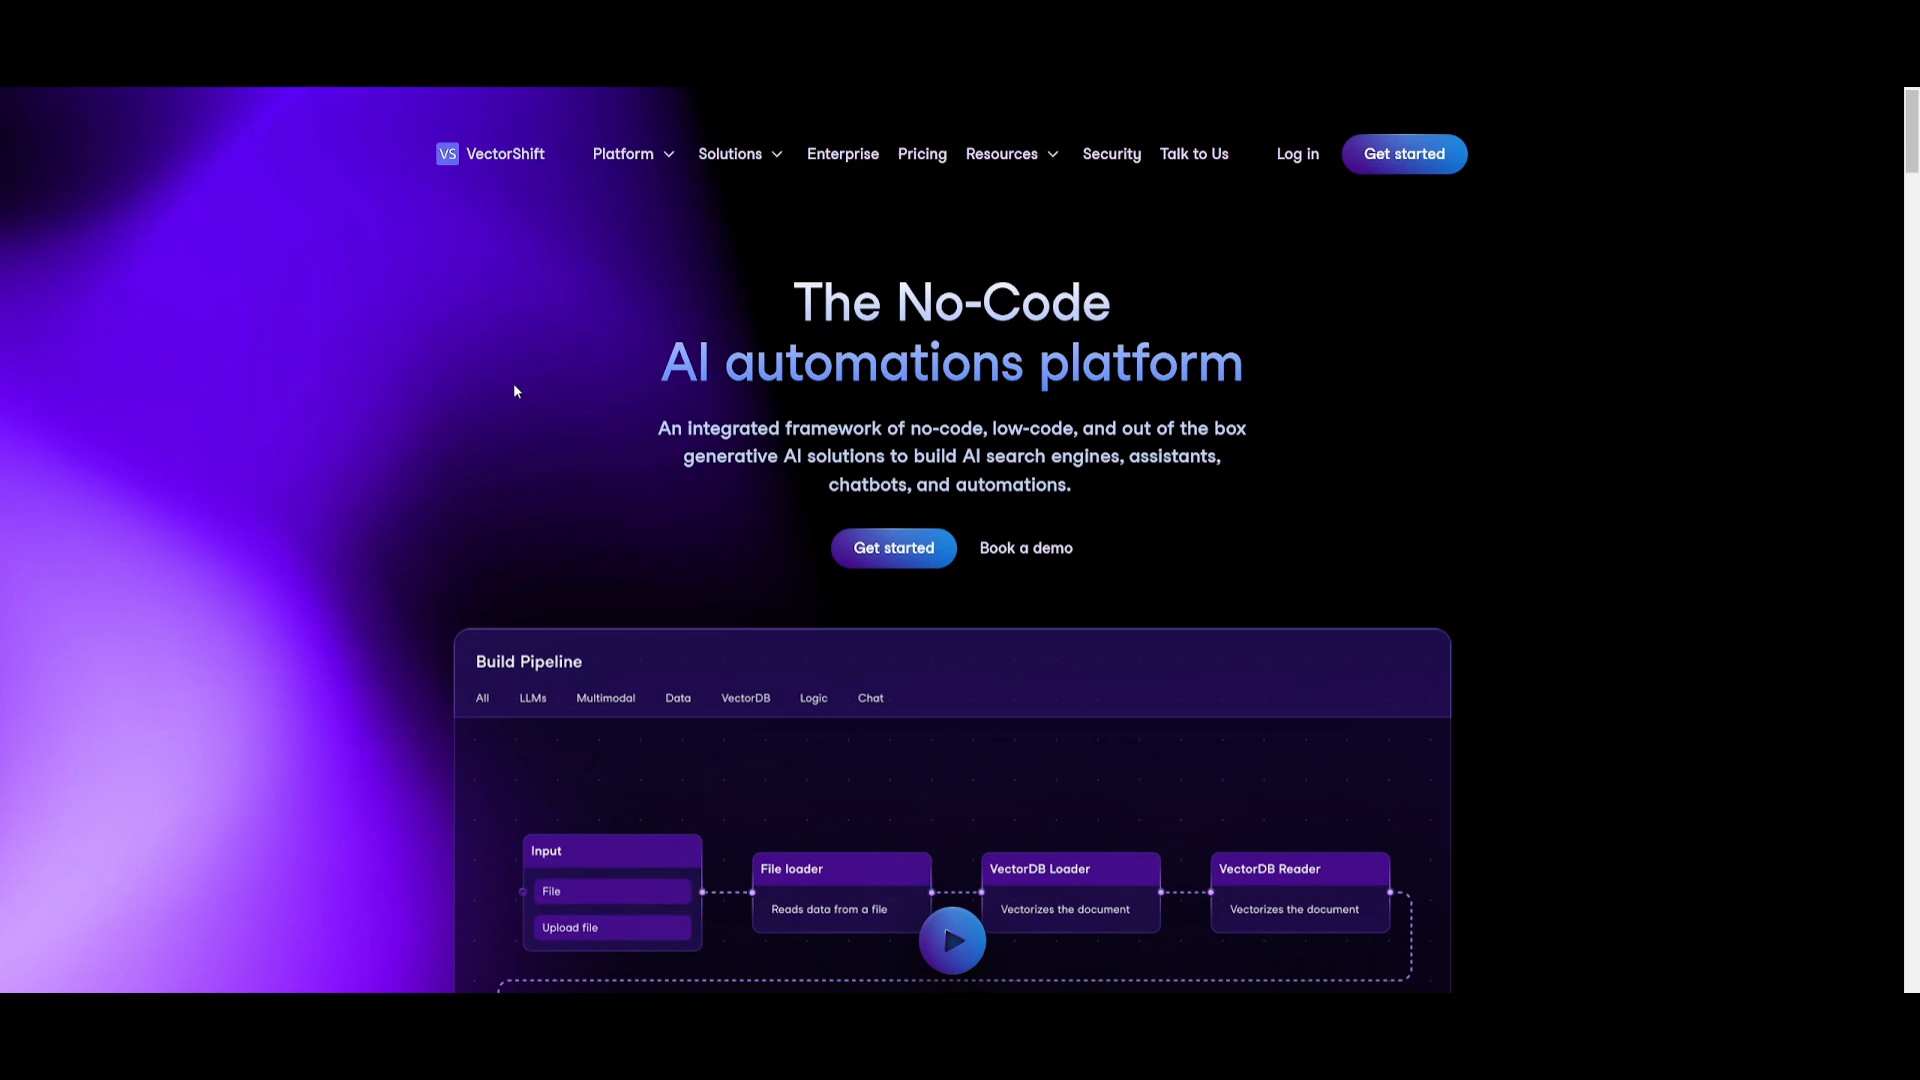 VS VectorShift Platform Solutions Enterprise Pricing Resources Security Talk to Us Log in Get started
The No-Code
AI automations platform
An integrated framework of no-code, low-code, and out of the box
generative AI solutions to build AI search engines, assistants,
chatbots, and automations.
Get started Book a demo
Build Pipeline
All LLMs Multimodal Data VectorDB Logic Chat
Input
File
Upload file
File loader
Reads data from a file
VectorDB Loader
Vectorizes the document
VectorDB Reader
Vectorizes the document